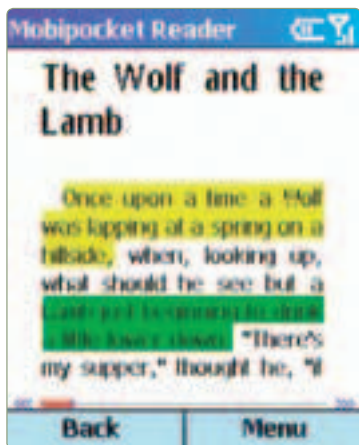 Mobipocket Reader
The Wolf and the
Lamb
Once upon a time a Wolf
was lapping at a spring on a
hillside, when, looking up,
what should he see but a
Lamb just beginning to drink
a little lower down. "There's
my supper," thought he, "if
Back Menu